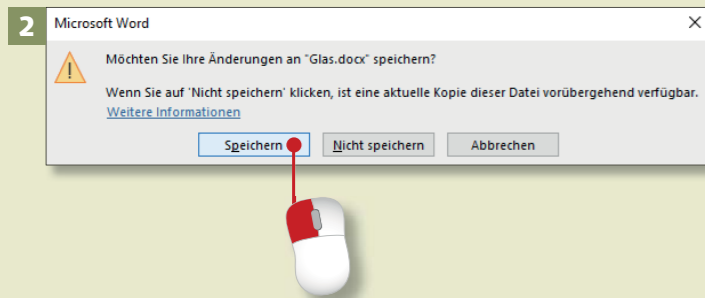 2
Microsoft Word
Möchten Sie Ihre Änderungen an "Glas.docx" speichern?
Wenn Sie auf 'Nicht speichern' klicken, ist eine aktuelle Kopie dieser Datei vorübergehend verfügbar.
Weitere Informationen
Speichern Nicht speichern Abbrechen